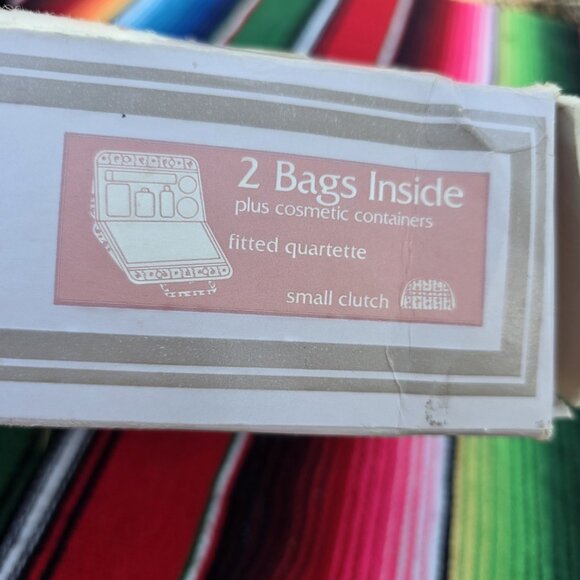 2 Bags Inside
plus cosmetic containers
fitted quartette
small clutch